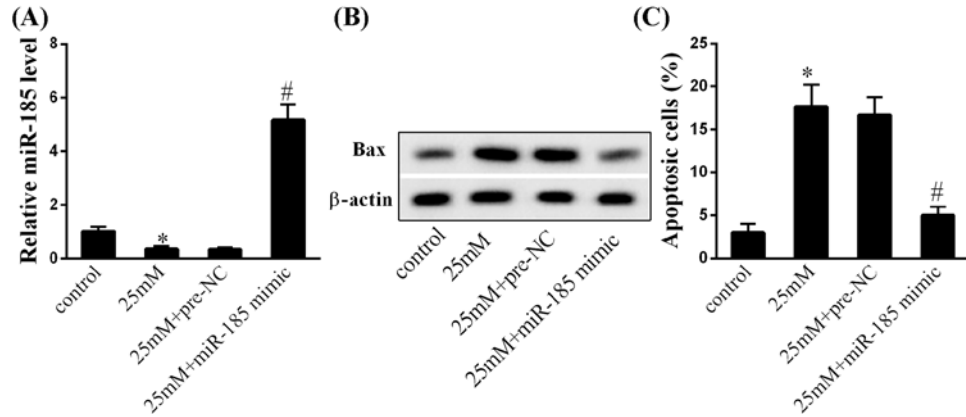 (A)
Relative miR-185 level
8
6
4
2
0
*
#
control
25mM
25mM+pre-NC
25mM+miR-185 mimic
(B)
Bax
β-actin
control
25mM
25mM+pre-NC
25mM+miR-185 mimic
(C)
Apoptosic cells (%)
25
20
15
10
5
0
*
#
control
25mM
25mM+pre-NC
25mM+miR-185 mimic